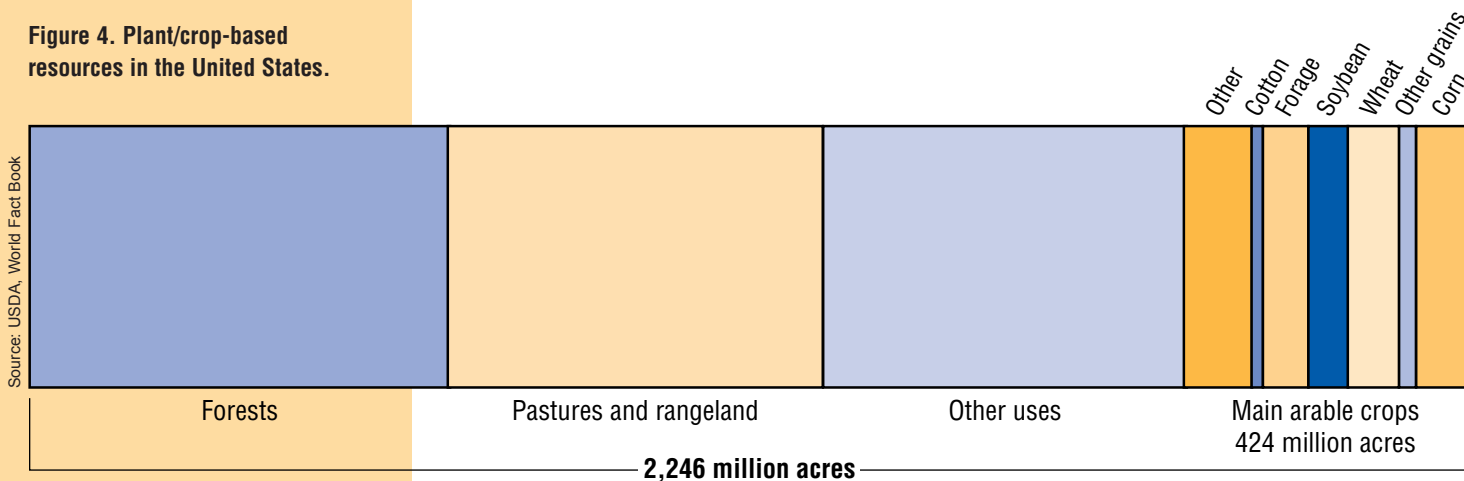 Figure 4. Plant/crop-based
resources in the United States.
Other
Cotton
Forage
Soybean
Wheat
Other grains
Corn
Source: USDA, World Fact Book
Forests
Pastures and rangeland
Other uses
Main arable crops
424 million acres
2,246 million acres